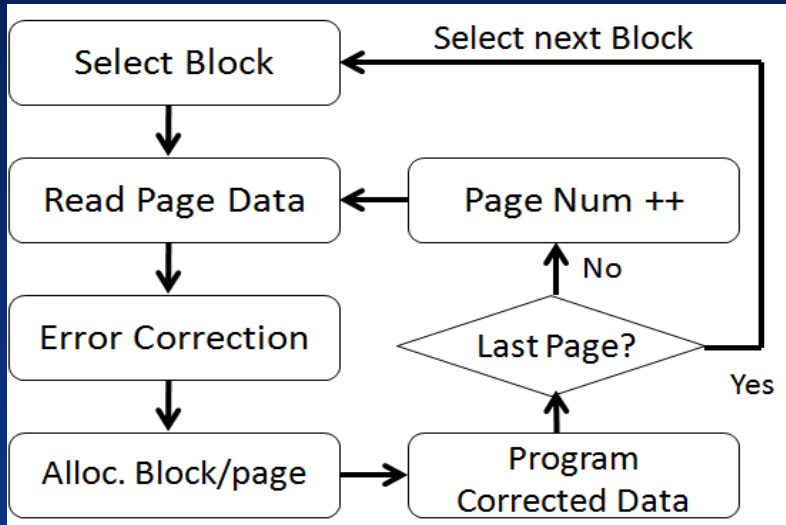 Select next Block
Select Block
Read Page Data
Page Num ++
No
Error Correction
Last Page?
Yes
Alloc. Block/page
Program
Corrected Data